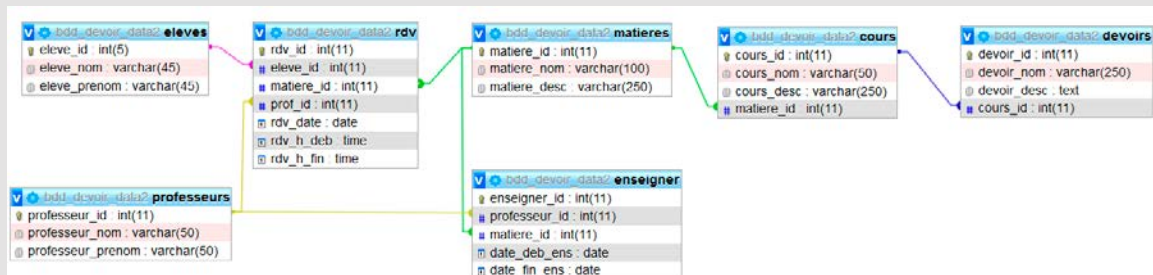 bdd_devoir_data2 eleves
eleve_id : int(5)
eleve_nom : varchar(45)
eleve_prenom : varchar(45)
bdd_devoir_data2 rdv
rdv_id : int(11)
eleve_id : int(11)
matiere_id : int(11)
prof_id : int(11)
rdv_date : date
rdv_h_deb : time
rdv_h_fin : time
bdd_devoir_data2 matieres
matiere_id : int(11)
matiere_nom : varchar(100)
matiere_desc : varchar(250)
bdd_devoir_data2 cours
cours_id : int(11)
cours_nom : varchar(50)
cours_desc : varchar(250)
matiere_id : int(11)
bdd_devoir_data2 devoirs
devoir_id : int(11)
devoir_nom : varchar(250)
devoir_desc : text
cours_id : int(11)
bdd_devoir_data2 professeurs
professeur_id : int(11)
professeur_nom : varchar(50)
professeur_prenom : varchar(50)
bdd_devoir_data2 enseigner
enseigner_id : int(11)
professeur_id : int(11)
matiere_id : int(11)
date_deb_ens : date
date_fin_ens : date